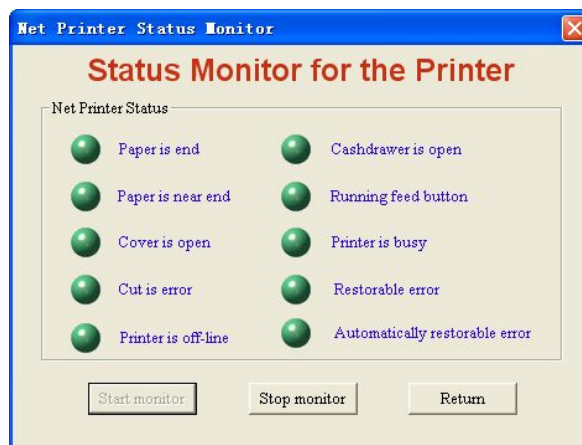 Net Printer Status Monitor
Status Monitor for the Printer
Net Printer Status
Paper is end
Cashdrawer is open
Paper is near end
Running feed button
Cover is open
Printer is busy
Cut is error
Restorable error
Printer is off-line
Automatically restorable error
Start monitor
Stop monitor
Return